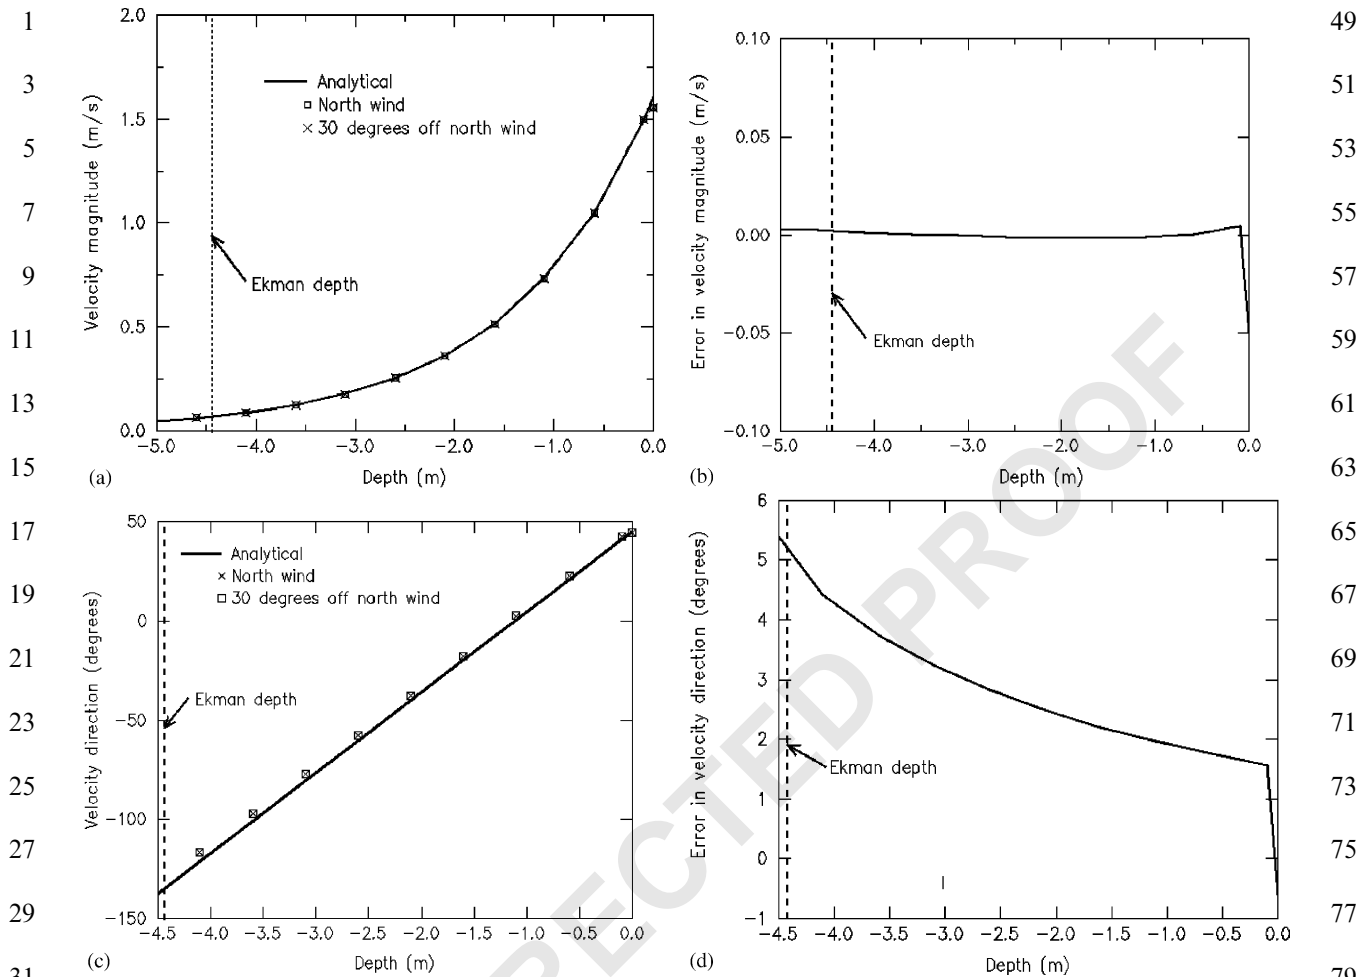 1
3
5
7
9
11
13
15
17
19
21
23
25
27
29
31
2.0
1.5
1.0
0.5
0.0
Velocity magnitude (m/s)
Analytical
North wind
30 degrees off north wind
Ekman depth
-5.0 -4.0 -3.0 -2.0 -1.0 0.0
Depth (m)
(a)
0.10
0.05
0.00
-0.05
-0.10
Error in velocity magnitude (m/s)
Ekman depth
-5.0 -4.0 -3.0 -2.0 -1.0 0.0
Depth (m)
(b)
50
0
-50
-100
-150
Velocity direction (degrees)
Analytical
North wind
30 degrees off north wind
Ekman depth
-4.5 -4.0 -3.5 -3.0 -2.5 -2.0 -1.5 -1.0 -0.5 0.0
Depth (m)
(c)
6
5
4
3
2
1
0
-1
Error in velocity direction (degrees)
Ekman depth
-4.5 -4.0 -3.5 -3.0 -2.5 -2.0 -1.5 -1.0 -0.5 0.0
Depth (m)
(d)
49
51
53
55
57
59
61
63
65
67
69
71
73
75
77
79
PECTED PROOF